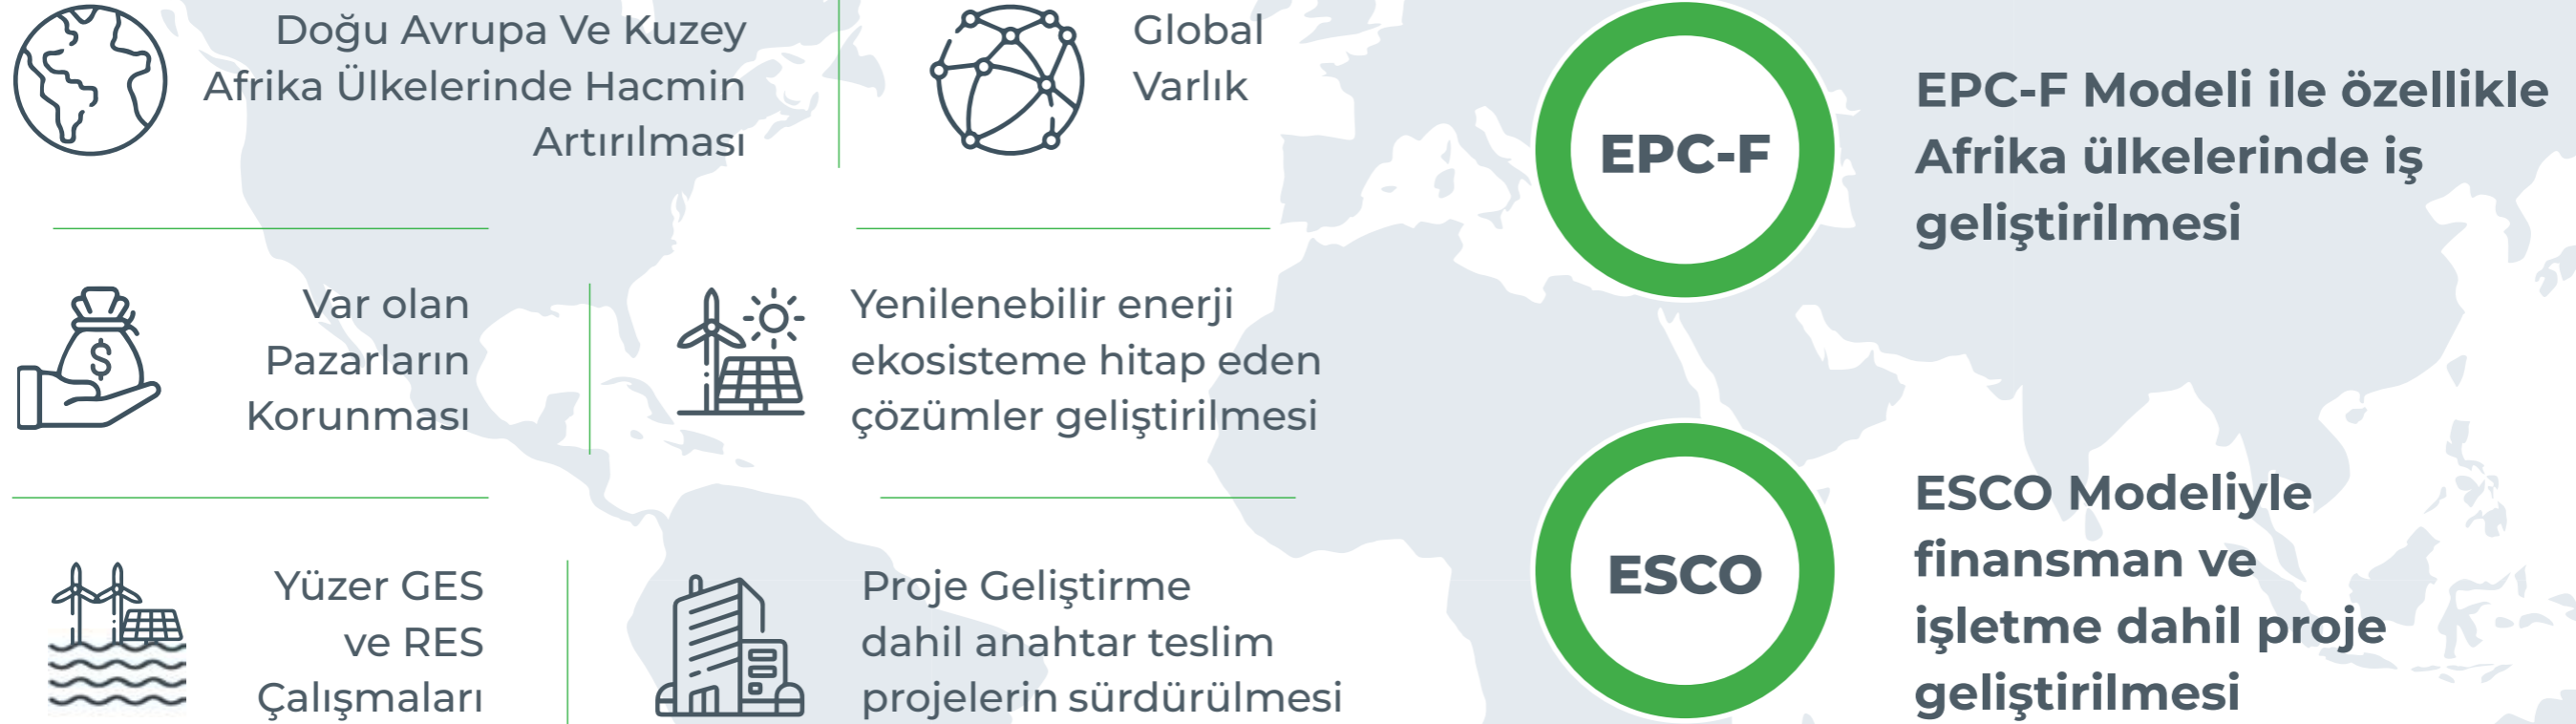 Doğu Avrupa Ve Kuzey
Afrika Ülkelerinde Hacmin
Artırılması
Global
Varlık
Var olan
Pazarların
Korunması
$
Yenilenebilir enerji
ekosisteme hitap eden
çözümler geliştirilmesi
Yüzer GES
ve RES
Çalışmaları
Proje Geliştirme
dahil anahtar teslim
projelerin sürdürülmesi
EPC-F
EPC-F Modeli ile özellikle
Afrika ülkelerinde iş
geliştirilmesi
ESCO
ESCO Modeliyle
finansman ve
işletme dahil proje
geliştirilmesi